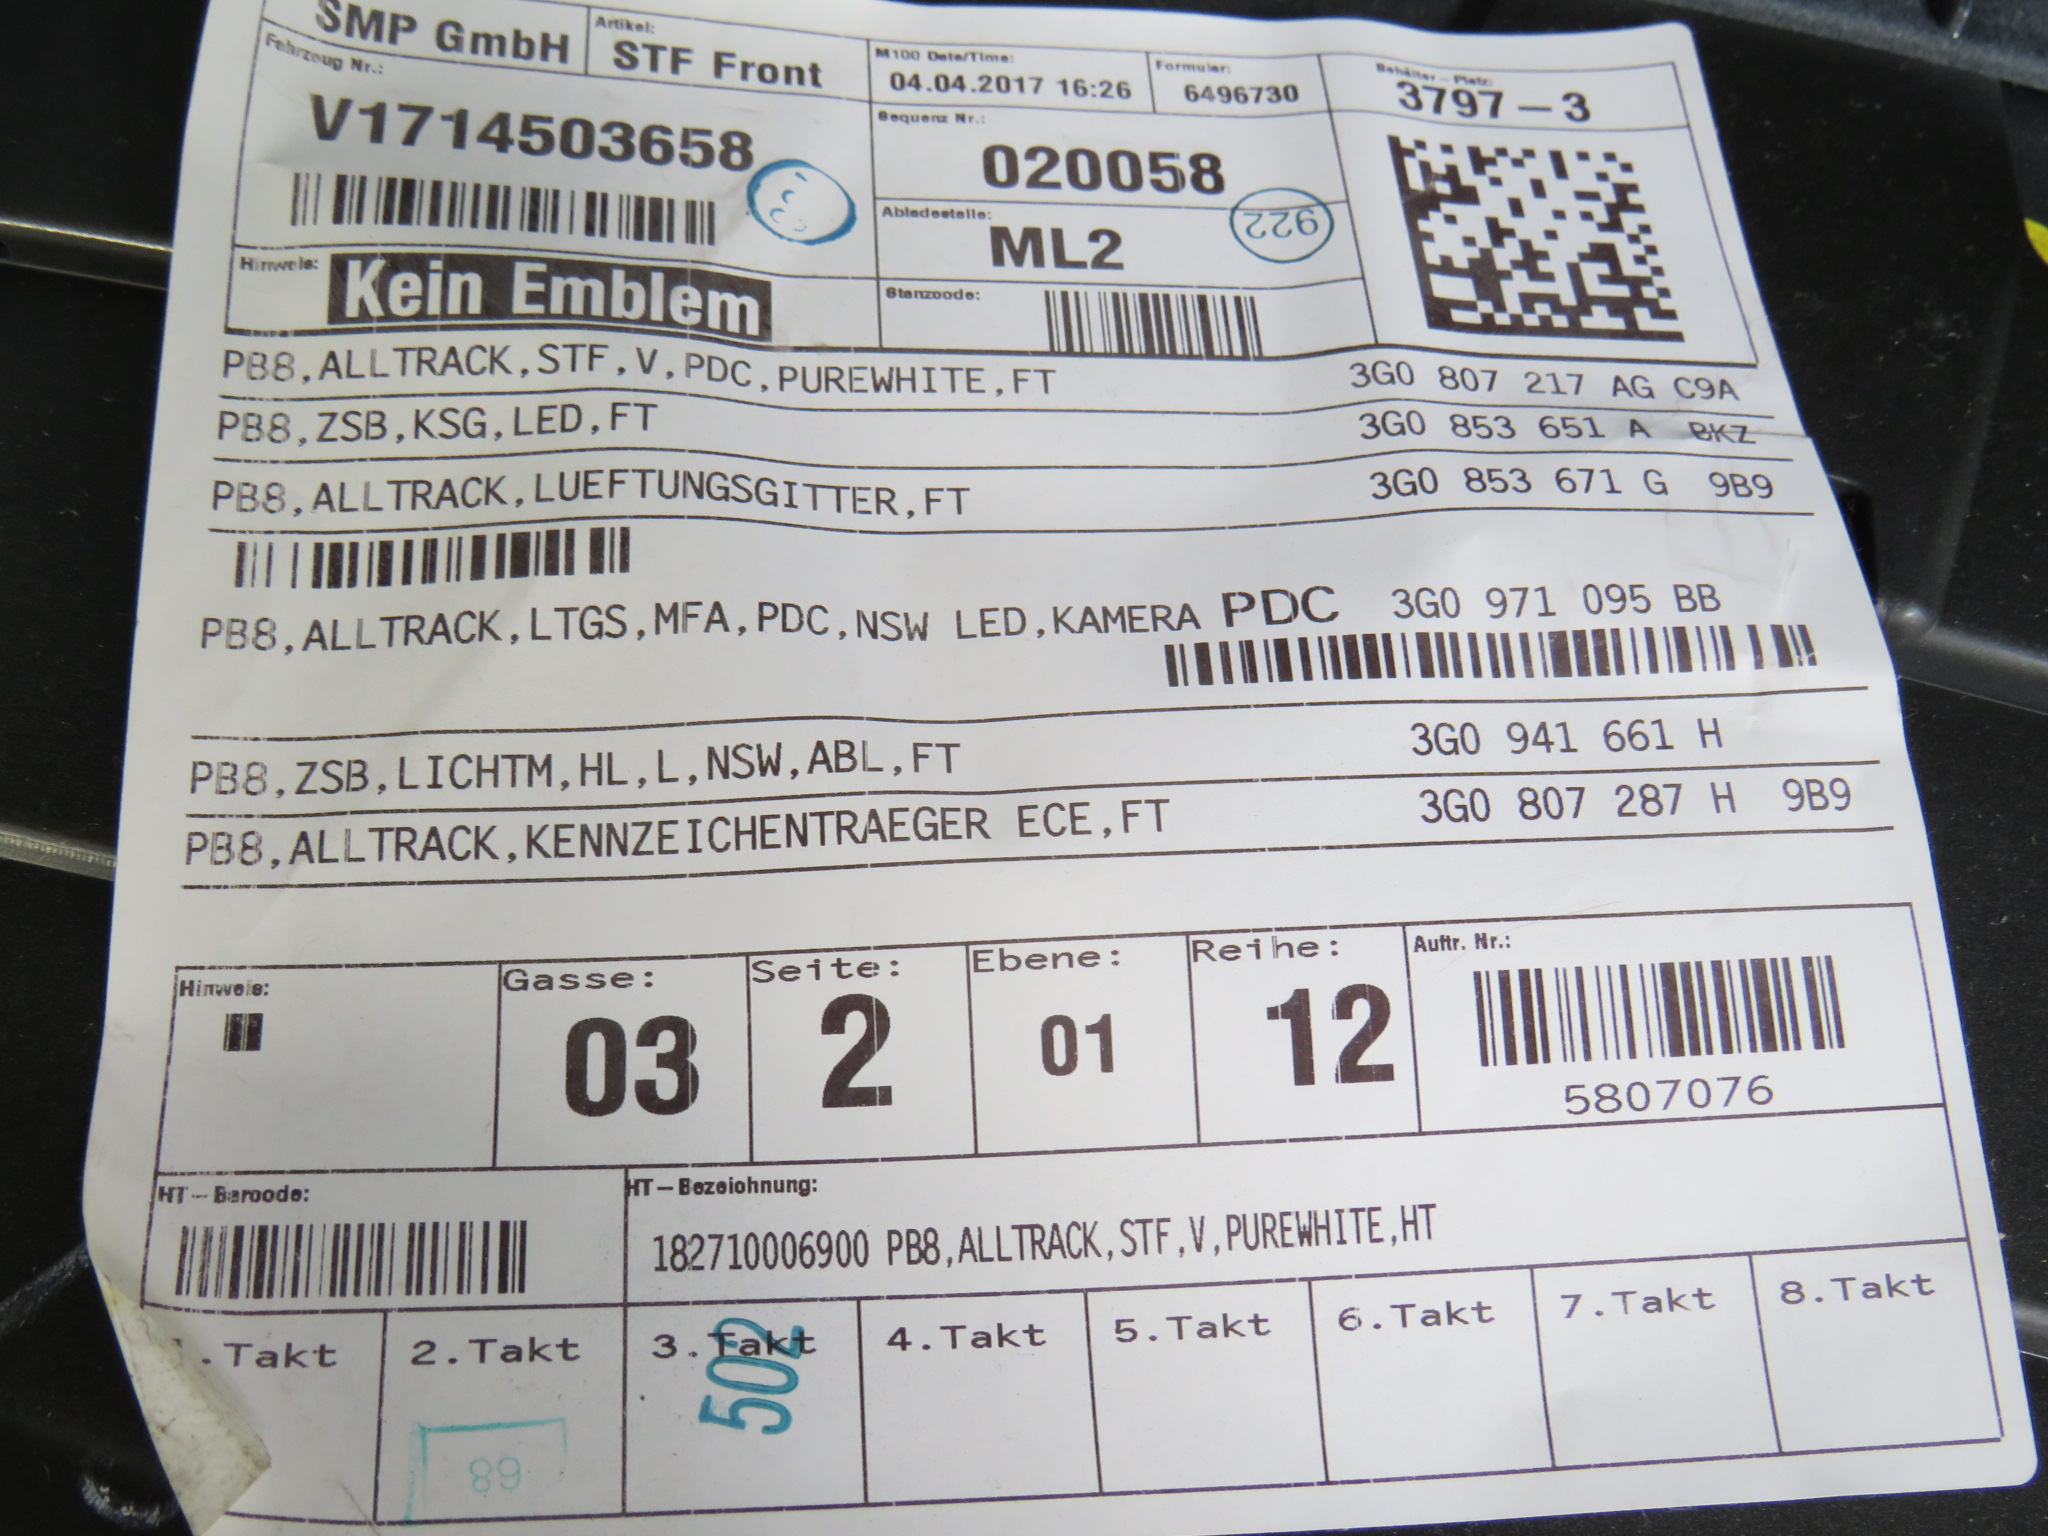 SMP GmbH
Artikel:
STF Front
M100 Date/Time:
04.04.2017 16:26
Formular:
6496730
Behälter-Platz:
3797-3
Fahrzeug Nr.:
V1714503658
Sequenz Nr.:
020058
Abladestelle:
ML2
922
Hinweis:
Kein Emblem
Stanzcode:
PB8,ALLTRACK,STF,V,PDC,PUREWHITE,FT 3G0 807 217 AG C9A
PB8,ZSB,KSG,LED,FT 3G0 853 651 A BKZ
PB8,ALLTRACK,LUEFTUNGSGITTER,FT 3G0 853 671 G 9B9
PB8,ALLTRACK,LTGS,MFA,PDC,NSW LED,KAMERA PDC 3G0 971 095 BB
PB8,ZSB,LICHTM,HL,L,NSW,ABL,FT 3G0 941 661 H
PB8,ALLTRACK,KENNZEICHENTRAEGER ECE,FT 3G0 807 287 H 9B9
Hinweis:
Gasse:
03
Seite:
2
Ebene:
01
Reihe:
12
Auftr. Nr.:
5807076
HT-Barcode:
HT-Bezeichnung:
182710006900 PB8,ALLTRACK,STF,V,PUREWHITE,HT
.Takt 2.Takt 3.Takt 4.Takt 5.Takt 6.Takt 7.Takt 8.Takt
502